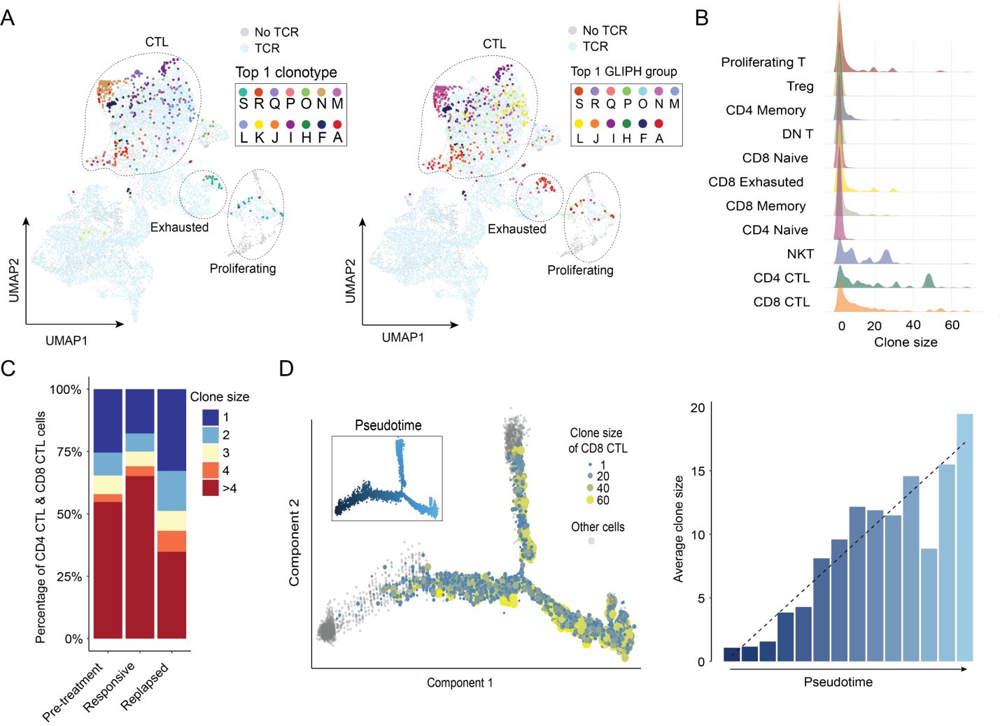 A
CTL
No TCR
TCR
Top 1 clonotype
S R Q P O N M
L K J I H F A
Exhausted
Proliferating
UMAP2
UMAP1
CTL
No TCR
TCR
Top 1 GLIPH group
S R Q P O N M
L J I H F A
Exhausted
Proliferating
UMAP2
UMAP1
B
Proliferating T
Treg
CD4 Memory
DN T
CD8 Naive
CD8 Exhasuted
CD8 Memory
CD4 Naive
NKT
CD4 CTL
CD8 CTL
0 20 40 60
Clone size
C
Percentage of CD4 CTL & CD8 CTL cells
100%
75%
50%
25%
0%
Pre-treatment
Responsive
Replapsed
Clone size
1
2
3
4
>4
D
Pseudotime
Component 2
Component 1
Clone size
of CD8 CTL
1
20
40
60
Other cells
Average clone size
20
15
10
5
0
Pseudotime